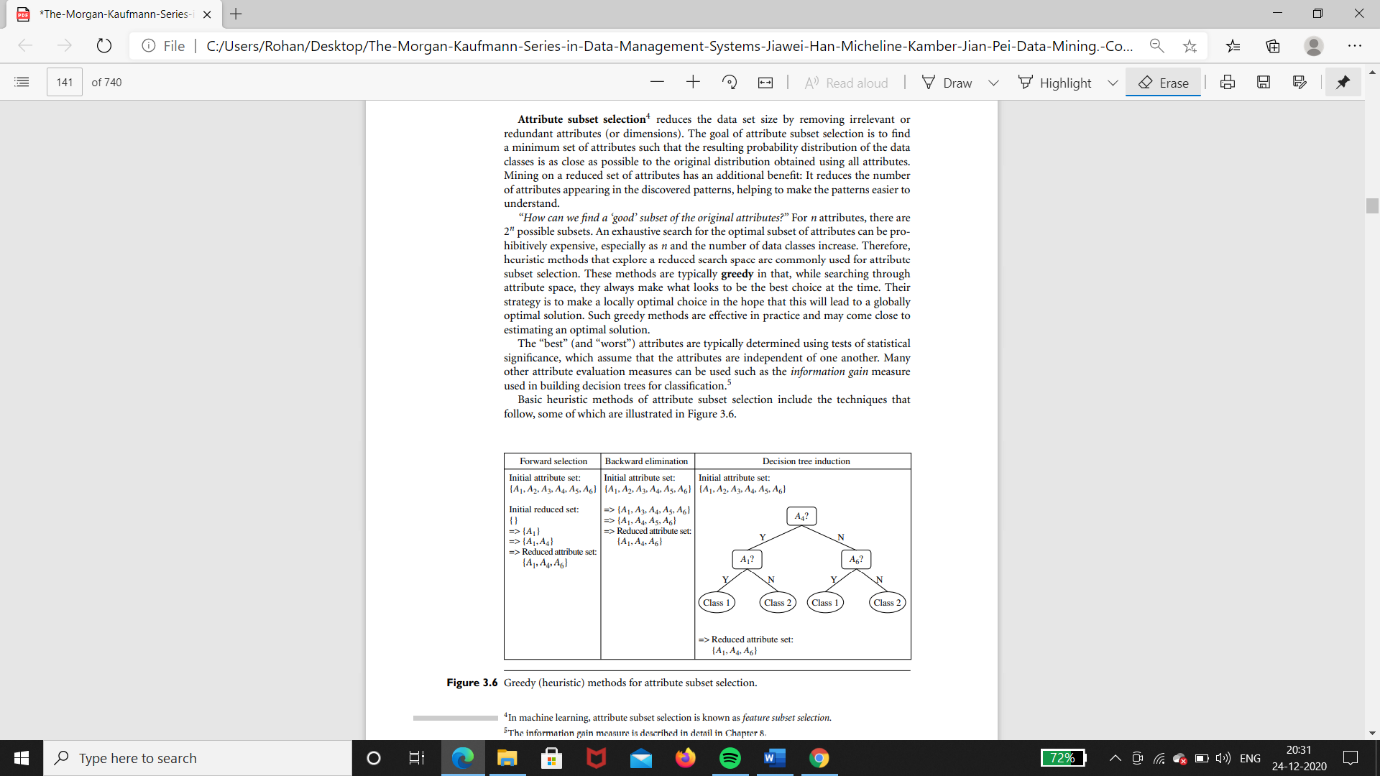 *The-Morgan-Kaufmann-Series-
File | C:/Users/Rohan/Desktop/The-Morgan-Kaufmann-Series-in-Data-Management-Systems-Jiawei-Han-Micheline-Kamber-Jian-Pei-Data-Mining.-Co...
141 of 740
Read aloud Draw Highlight Erase
Attribute subset selection⁴ reduces the data set size by removing irrelevant or
redundant attributes (or dimensions). The goal of attribute subset selection is to find
a minimum set of attributes such that the resulting probability distribution of the data
classes is as close as possible to the original distribution obtained using all attributes.
Mining on a reduced set of attributes has an additional benefit: It reduces the number
of attributes appearing in the discovered patterns, helping to make the patterns easier to
understand.
“How can we find a ‘good’ subset of the original attributes?” For n attributes, there are
2ⁿ possible subsets. An exhaustive search for the optimal subset of attributes can be pro-
hibitively expensive, especially as n and the number of data classes increase. Therefore,
heuristic methods that explore a reduced search space are commonly used for attribute
subset selection. These methods are typically greedy in that, while searching through
attribute space, they always make what looks to be the best choice at the time. Their
strategy is to make a locally optimal choice in the hope that this will lead to a globally
optimal solution. Such greedy methods are effective in practice and may come close to
estimating an optimal solution.
The “best” (and “worst”) attributes are typically determined using tests of statistical
significance, which assume that the attributes are independent of one another. Many
other attribute evaluation measures can be used such as the information gain measure
used in building decision trees for classification.⁵
Basic heuristic methods of attribute subset selection include the techniques that
follow, some of which are illustrated in Figure 3.6.
Forward selection
Initial attribute set:
{A₁, A₂, A₃, A₄, A₅, A₆}
Initial reduced set:
{}
=> {A₁}
=> {A₁, A₄}
=> Reduced attribute set:
{A₁, A₄, A₆}
Backward elimination
Initial attribute set:
{A₁, A₂, A₃, A₄, A₅, A₆}
=> {A₁, A₃, A₄, A₅, A₆}
=> {A₁, A₄, A₅, A₆}
=> Reduced attribute set:
{A₁, A₄, A₆}
Decision tree induction
Initial attribute set:
{A₁, A₂, A₃, A₄, A₅, A₆}
A₄?
Y N
A₁? A₆?
Y N Y N
Class 1 Class 2 Class 1 Class 2
=> Reduced attribute set:
{A₁, A₄, A₆}
Figure 3.6 Greedy (heuristic) methods for attribute subset selection.
⁴In machine learning, attribute subset selection is known as feature subset selection.
⁵The information gain measure is described in detail in Chapter 8.
Type here to search
72%
ENG
20:31
24-12-2020